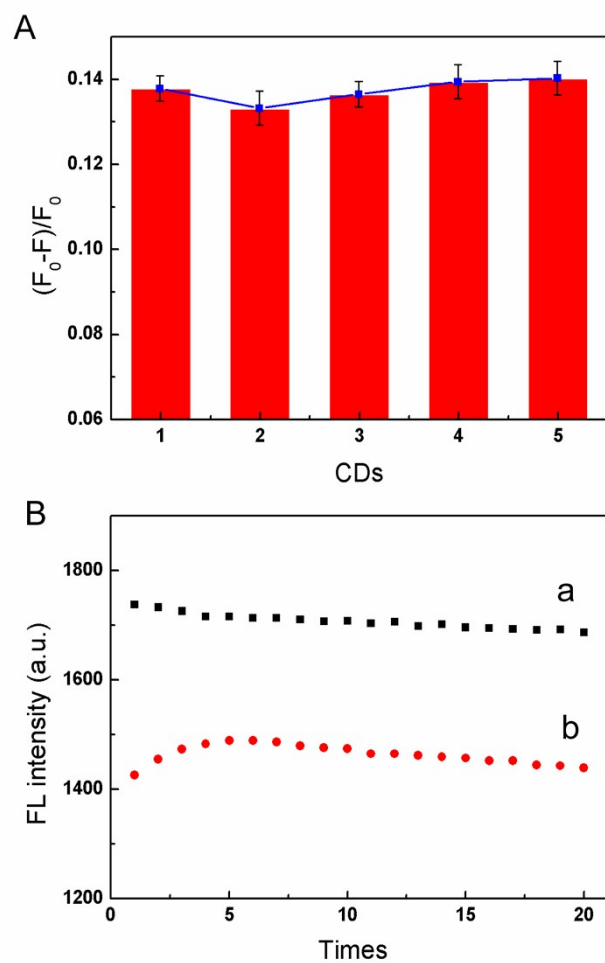 A
0.14
0.12
0.10
0.08
0.06
(F₀-F)/F₀
1 2 3 4 5
CDs
B
1800
1600
1400
1200
FL intensity (a.u.)
a
b
0 5 10 15 20
Times